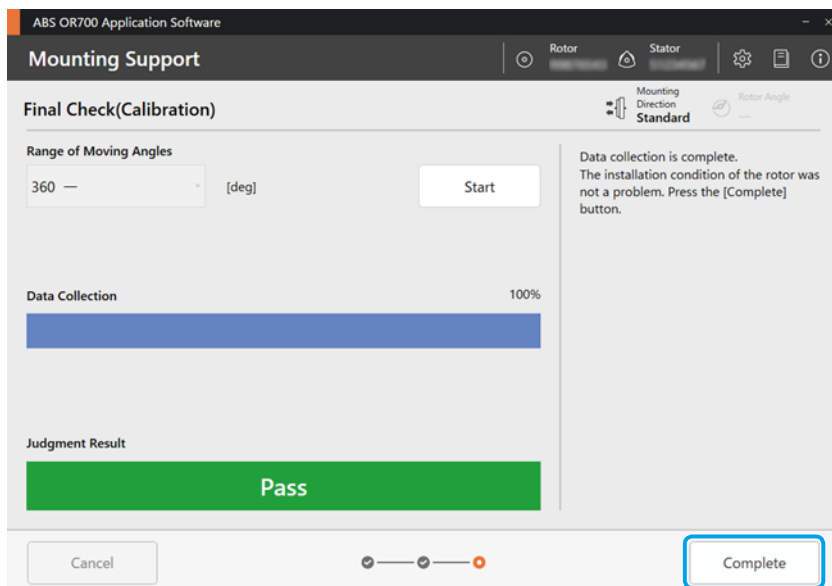 ABS OR700 Application Software
Mounting Support
Rotor
Stator
Final Check(Calibration)
Mounting
Direction
Standard
Rotor Angle
—
Range of Moving Angles
360 —
[deg]
Start
Data collection is complete.
The installation condition of the rotor was
not a problem. Press the [Complete]
button.
Data Collection
100%
Judgment Result
Pass
Cancel
Complete